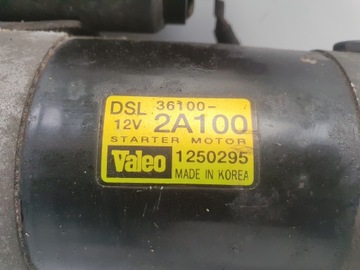 DSL 36100-
12V 2A100
STARTER MOTOR
Valeo 1250295
MADE IN KOREA